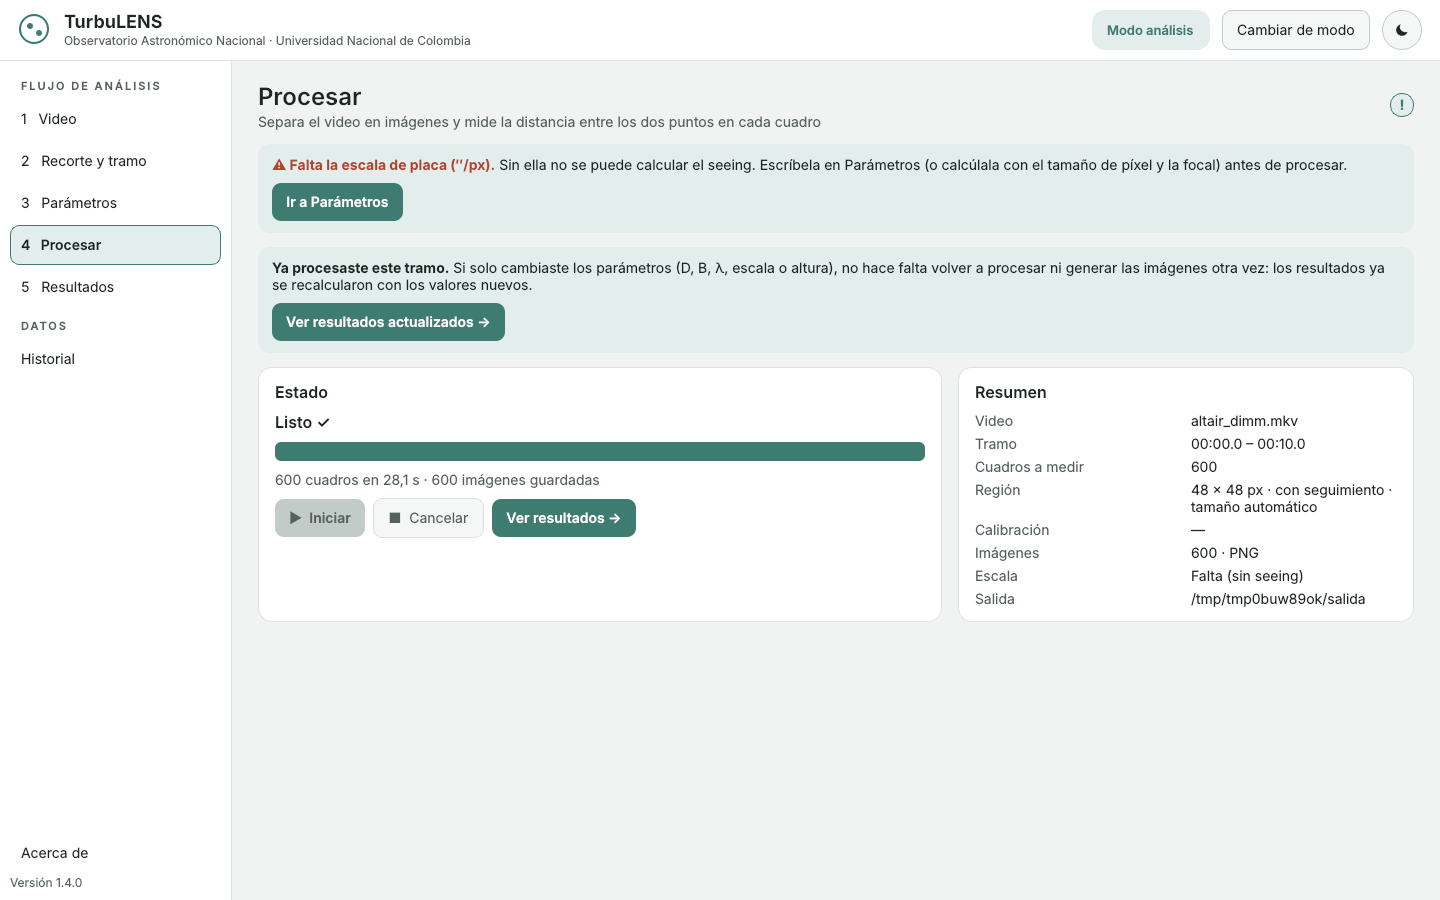 TurbuLENS
Observatorio Astronómico Nacional · Universidad Nacional de Colombia
Modo análisis
Cambiar de modo
FLUJO DE ANÁLISIS
1 Video
2 Recorte y tramo
3 Parámetros
4 Procesar
5 Resultados
DATOS
Historial
Acerca de
Versión 1.4.0
Procesar
Separa el video en imágenes y mide la distancia entre los dos puntos en cada cuadro
!
⚠ Falta la escala de placa (″/px). Sin ella no se puede calcular el seeing. Escríbela en Parámetros (o calcúlala con el tamaño de píxel y la focal) antes de procesar.
Ir a Parámetros
Ya procesaste este tramo. Si solo cambiaste los parámetros (D, B, λ, escala o altura), no hace falta volver a procesar ni generar las imágenes otra vez: los resultados ya
se recalcularon con los valores nuevos.
Ver resultados actualizados →
Estado
Listo ✓
600 cuadros en 28,1 s · 600 imágenes guardadas
▶ Iniciar
■ Cancelar
Ver resultados →
Resumen
Video altair_dimm.mkv
Tramo 00:00.0 – 00:10.0
Cuadros a medir 600
Región 48 × 48 px · con seguimiento ·
tamaño automático
Calibración —
Imágenes 600 · PNG
Escala Falta (sin seeing)
Salida /tmp/tmp0buw89ok/salida